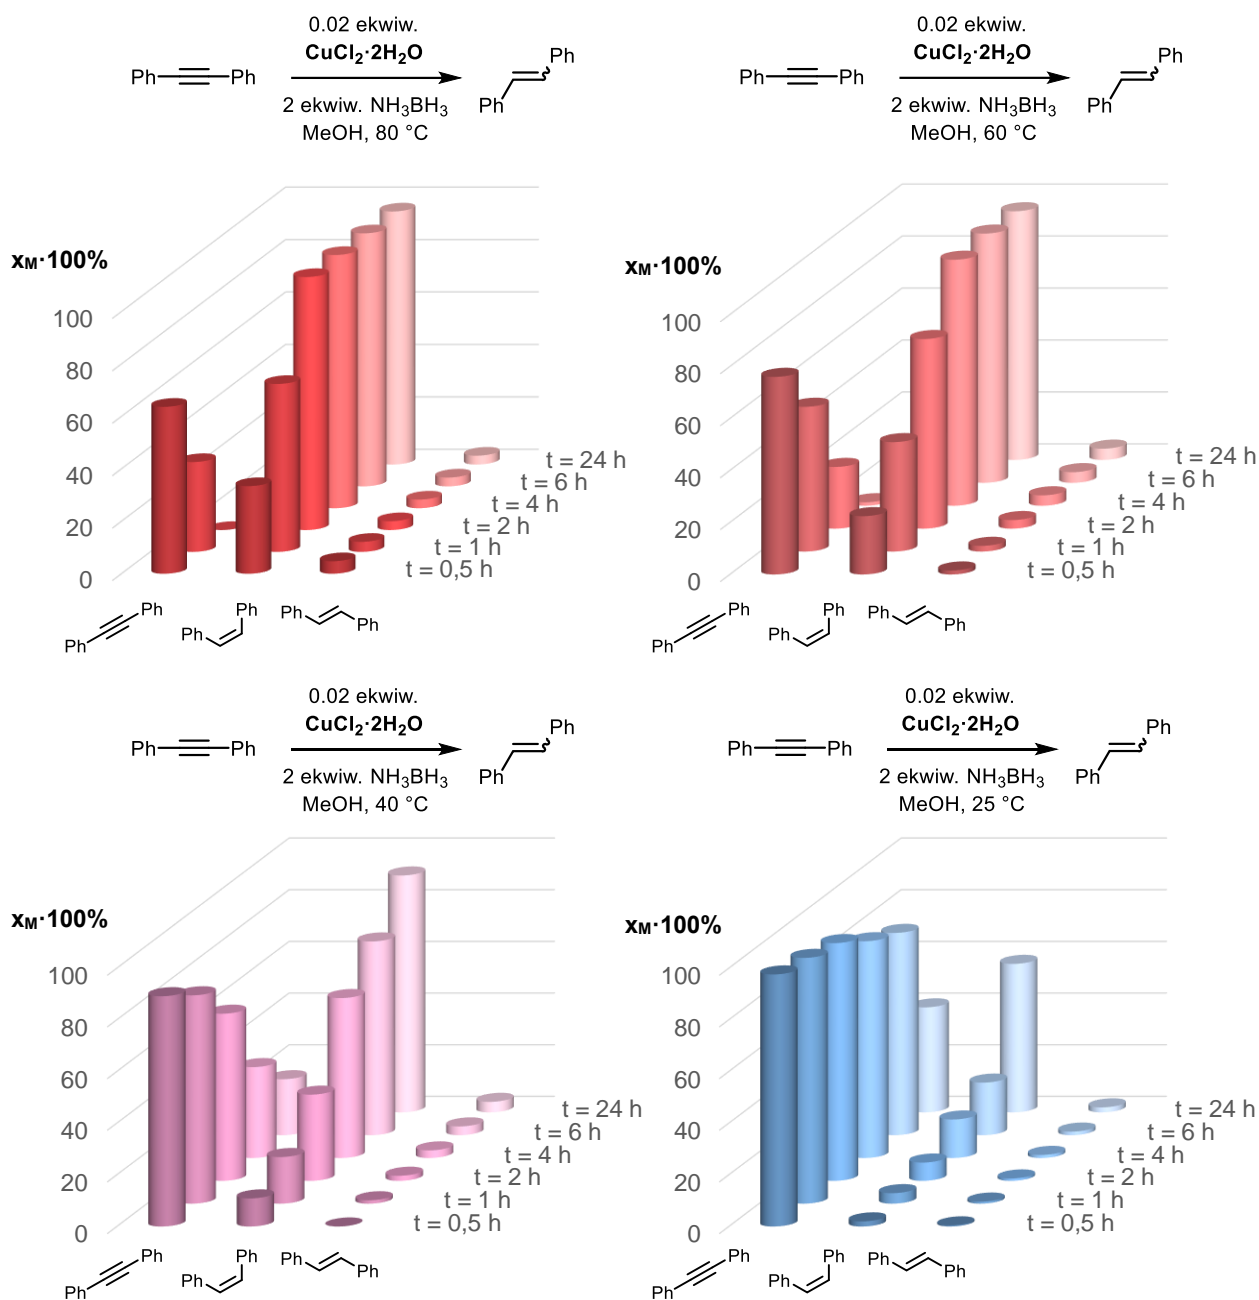 0.02 ekwiw.
CuCl₂·2H₂O
Ph Ph
Ph
Ph
2 ekwiw. NH₃BH₃
MeOH, 80 °C
xM·100%
100
80
60
40
20
0
t = 24 h
t = 6 h
t = 4 h
t = 2 h
t = 1 h
t = 0,5 h
Ph
Ph
Ph
Ph
Ph
Ph
0.02 ekwiw.
CuCl₂·2H₂O
Ph Ph
Ph
Ph
2 ekwiw. NH₃BH₃
MeOH, 60 °C
xM·100%
100
80
60
40
20
0
t = 24 h
t = 6 h
t = 4 h
t = 2 h
t = 1 h
t = 0,5 h
Ph
Ph
Ph
Ph
Ph
Ph
0.02 ekwiw.
CuCl₂·2H₂O
Ph Ph
Ph
Ph
2 ekwiw. NH₃BH₃
MeOH, 40 °C
xM·100%
100
80
60
40
20
0
t = 24 h
t = 6 h
t = 4 h
t = 2 h
t = 1 h
t = 0,5 h
Ph
Ph
Ph
Ph
Ph
Ph
0.02 ekwiw.
CuCl₂·2H₂O
Ph Ph
Ph
Ph
2 ekwiw. NH₃BH₃
MeOH, 25 °C
xM·100%
100
80
60
40
20
0
t = 24 h
t = 6 h
t = 4 h
t = 2 h
t = 1 h
t = 0,5 h
Ph
Ph
Ph
Ph
Ph
Ph